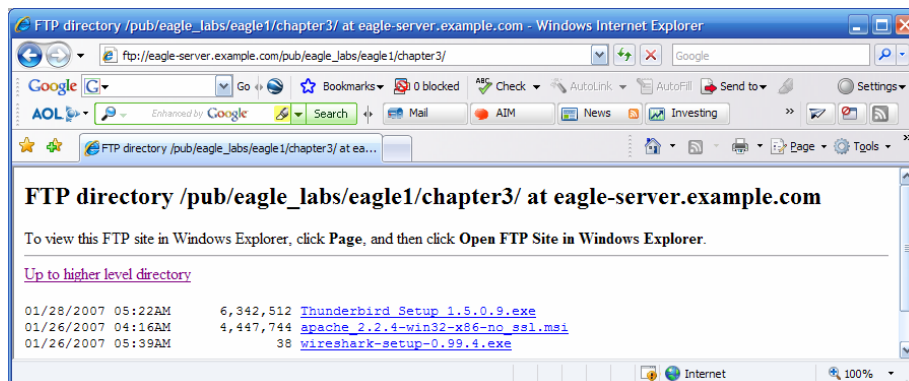 FTP directory /pub/eagle_labs/eagle1/chapter3/ at eagle-server.example.com - Windows Internet Explorer
ftp://eagle-server.example.com/pub/eagle_labs/eagle1/chapter3/
Google
Google G Go Bookmarks 0 blocked ABC Check AutoLink AutoFill Send to Settings
AOL Enhanced by Google Search Mail AIM News Investing »
FTP directory /pub/eagle_labs/eagle1/chapter3/ at ea... Page Tools »
FTP directory /pub/eagle_labs/eagle1/chapter3/ at eagle-server.example.com
To view this FTP site in Windows Explorer, click Page, and then click Open FTP Site in Windows Explorer.
Up to higher level directory
01/28/2007 05:22AM 6,342,512 Thunderbird Setup 1.5.0.9.exe
01/26/2007 04:16AM 4,447,744 apache_2.2.4-win32-x86-no_ssl.msi
01/26/2007 05:39AM 38 wireshark-setup-0.99.4.exe
Internet 100%